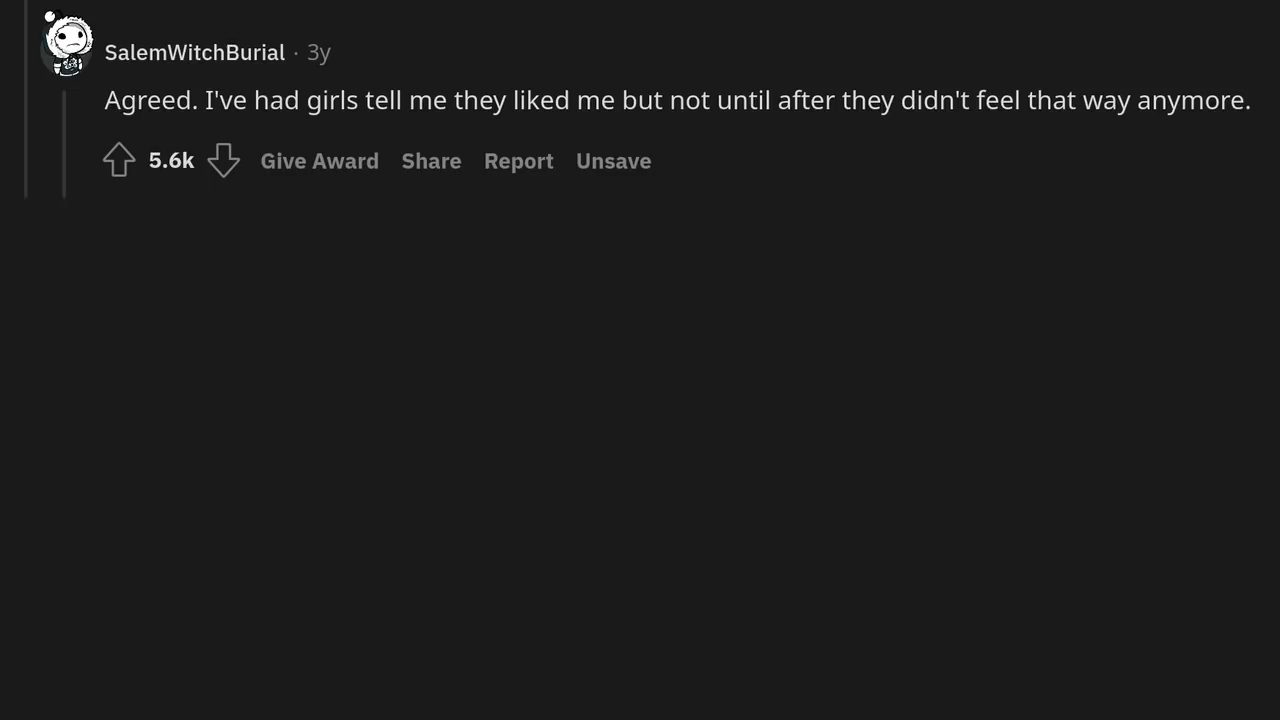 SalemWitchBurial · 3y
Agreed. I've had girls tell me they liked me but not until after they didn't feel that way anymore.
5.6k Give Award Share Report Unsave